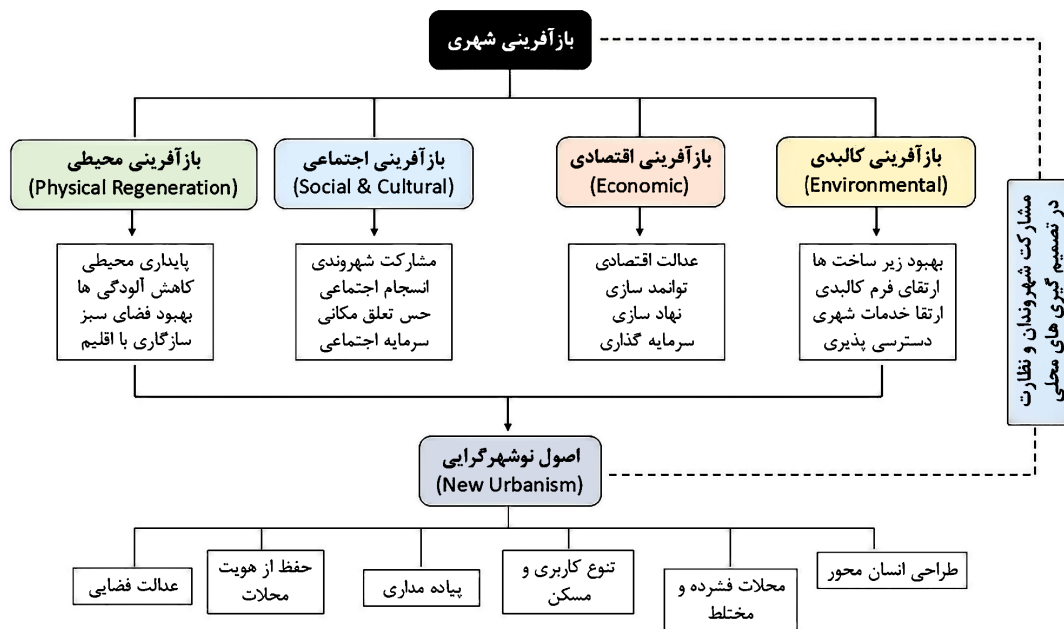 بازآفرینی شهری
بازآفرینی کالبدی
(Environmental)
بازآفرینی اقتصادی
(Economic)
بازآفرینی اجتماعی
(Social & Cultural)
بازآفرینی محیطی
(Physical Regeneration)
بهبود زیر ساخت ها
ارتقای فرم کالبدی
ارتقا خدمات شهری
دسترسی پذیری
عدالت اقتصادی
توانمند سازی
نهاد سازی
سرمایه گذاری
مشارکت شهروندی
انسجام اجتماعی
حس تعلق مکانی
سرمایه اجتماعی
پایداری محیطی
کاهش آلودگی ها
بهبود فضای سبز
سازگاری با اقلیم
مشارکت شهروندان و نظارت
در تصمیم گیری های محلی
اصول نوشهرگرایی
(New Urbanism)
طراحی انسان محور
محلات فشرده و
مختلط
تنوع کاربری و
مسکن
پیاده مداری
حفظ از هویت
محلات
عدالت فضایی